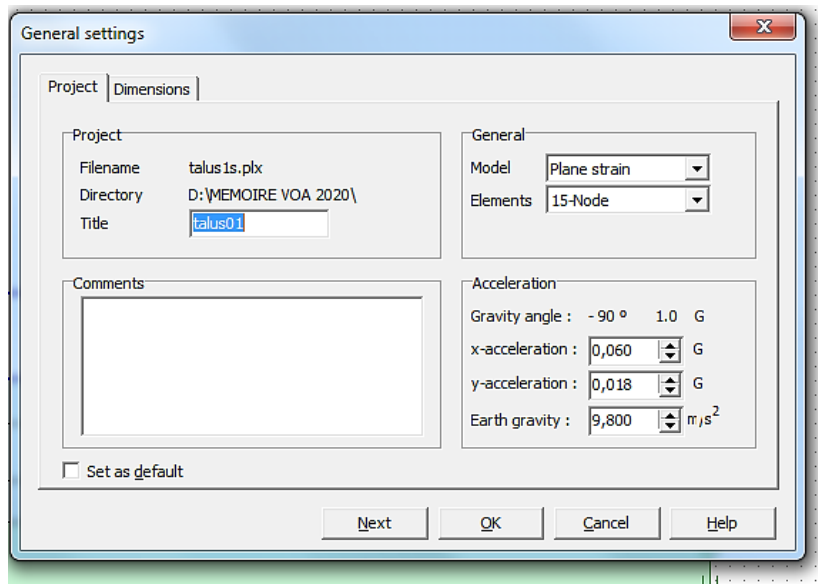 General settings
Project Dimensions
Project
Filename talus1s.plx
Directory D:\MEMOIRE VOA 2020\
Title talus01
General
Model Plane strain
Elements 15-Node
Comments
Acceleration
Gravity angle : - 90 º 1.0 G
x-acceleration : 0,060 G
y-acceleration : 0,018 G
Earth gravity : 9,800 m/s²
Set as default
Next OK Cancel Help